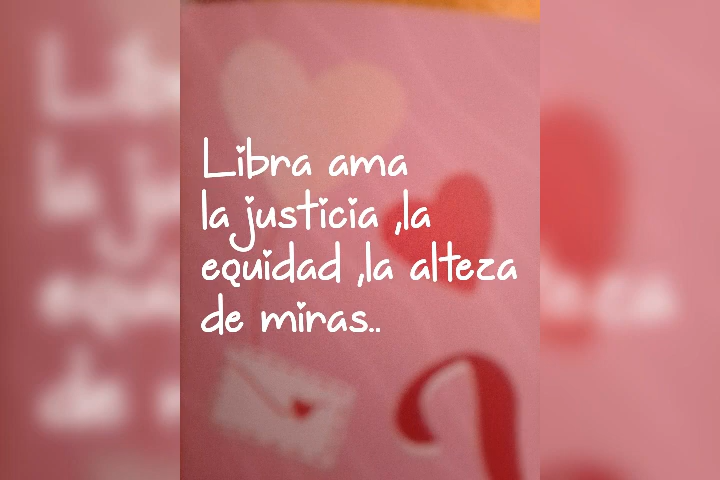 Libra ama
la justicia ,la
equidad ,la alteza
de miras..